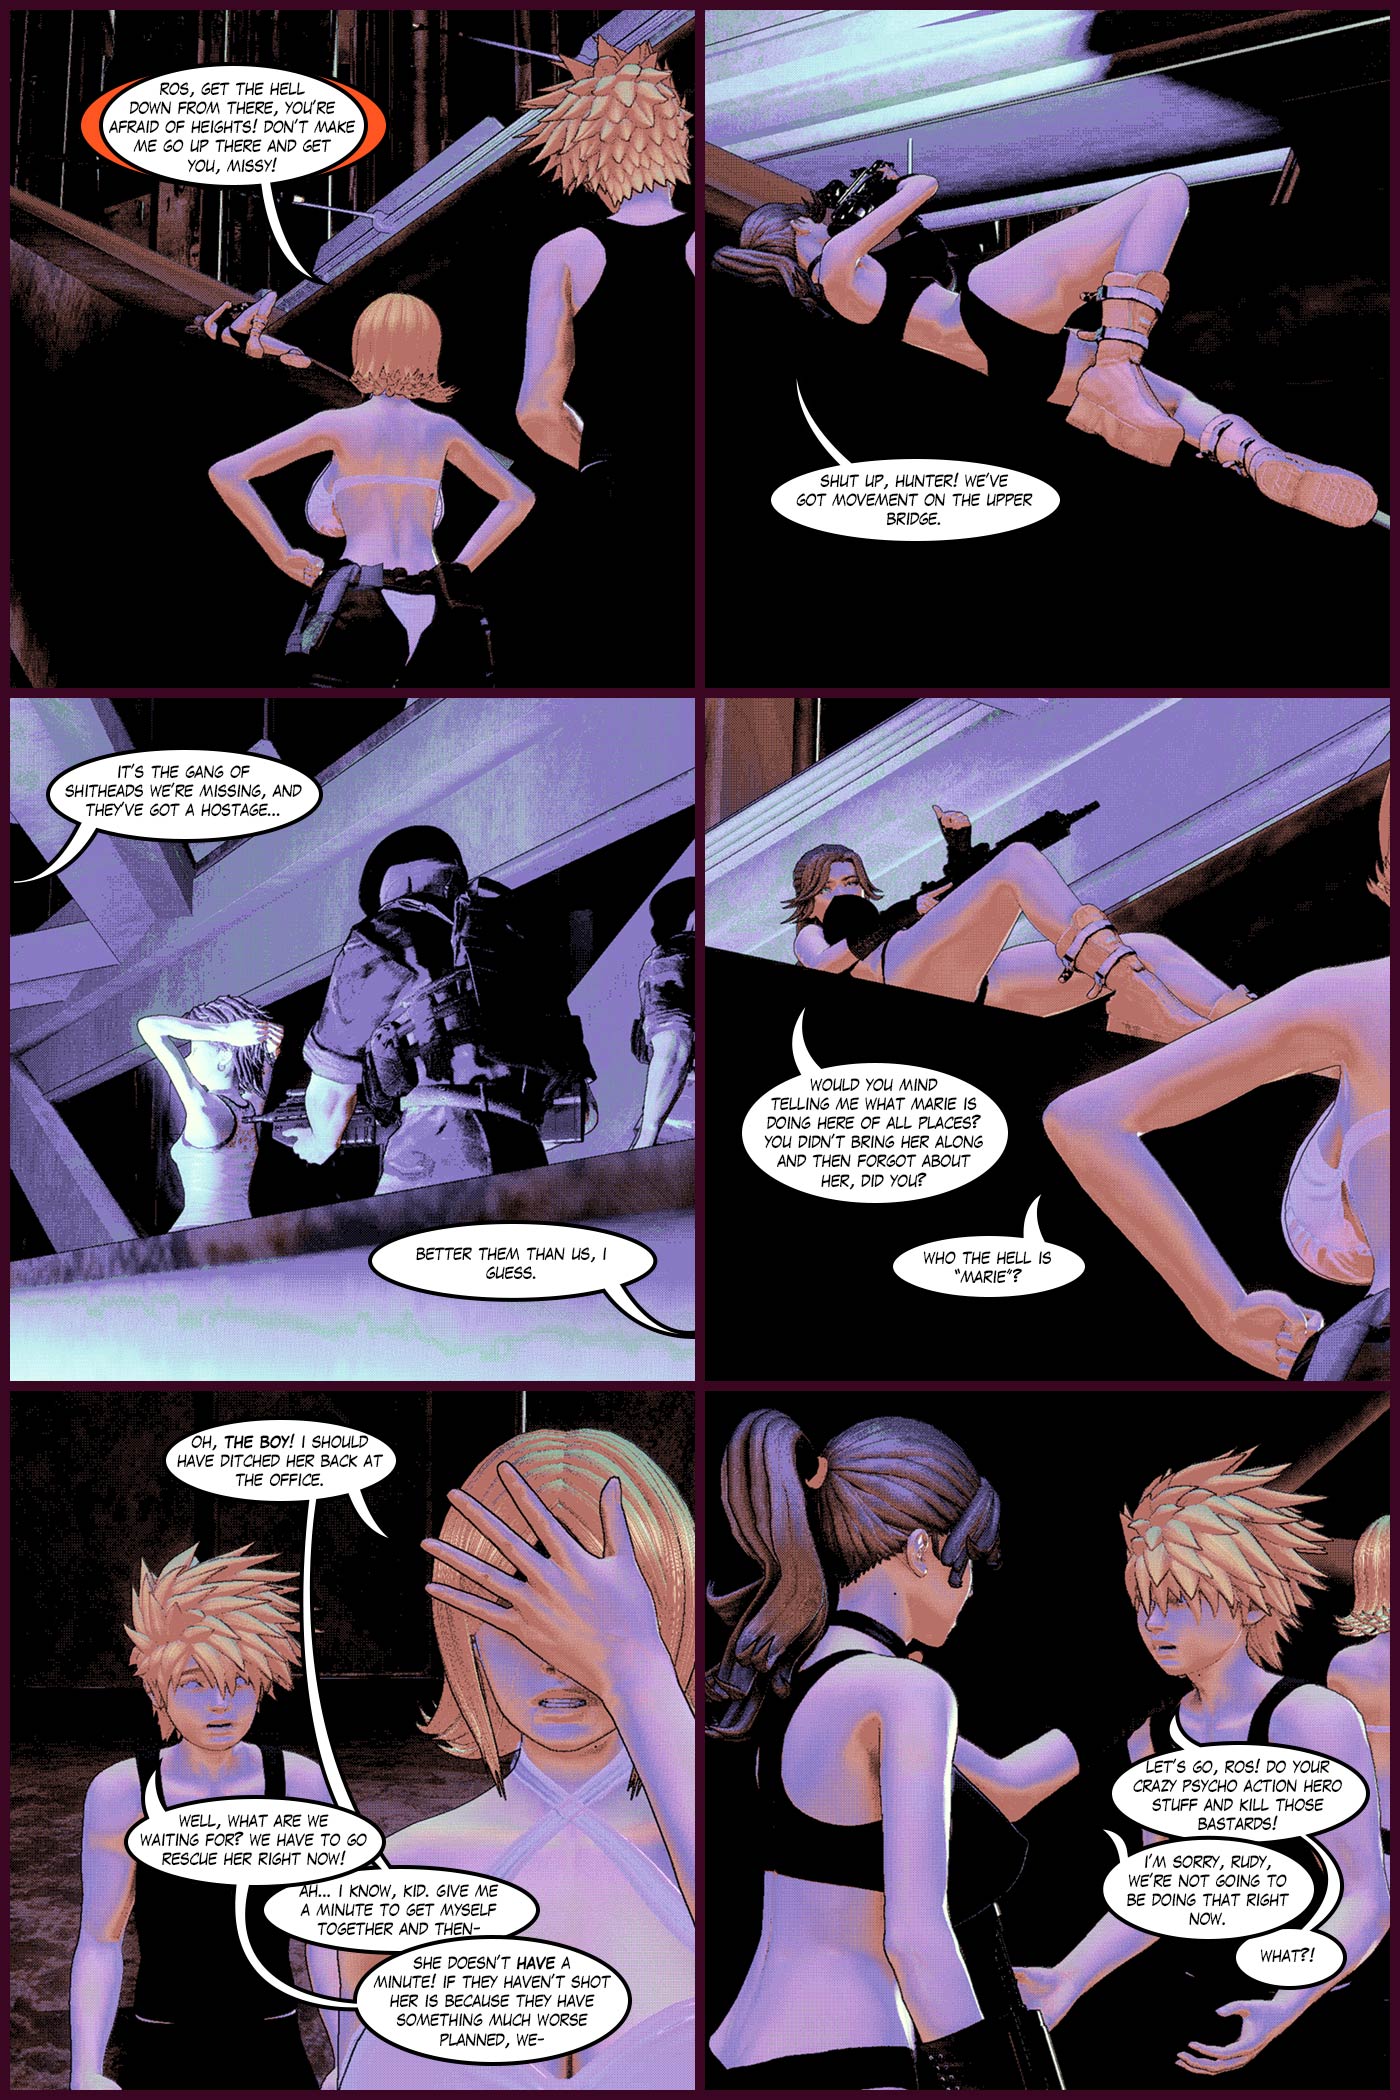 ROS, GET THE HELL
DOWN FROM THERE, YOU'RE
AFRAID OF HEIGHTS! DON'T MAKE
ME GO UP THERE AND GET
YOU, MISSY!
SHUT UP, HUNTER! WE'VE
GOT MOVEMENT ON THE UPPER
BRIDGE.
IT'S THE GANG OF
SHITHEADS WE'RE MISSING, AND
THEY'VE GOT A HOSTAGE...
BETTER THEM THAN US, I
GUESS.
WOULD YOU MIND
TELLING ME WHAT MARIE IS
DOING HERE OF ALL PLACES?
YOU DIDN'T BRING HER ALONG
AND THEN FORGOT ABOUT
HER, DID YOU?
WHO THE HELL IS
"MARIE"?
OH, THE BOY! I SHOULD
HAVE DITCHED HER BACK AT
THE OFFICE.
WELL, WHAT ARE WE
WAITING FOR? WE HAVE TO GO
RESCUE HER RIGHT NOW!
AH... I KNOW, KID. GIVE ME
A MINUTE TO GET MYSELF
TOGETHER AND THEN-
SHE DOESN'T HAVE A
MINUTE! IF THEY HAVEN'T SHOT
HER IS BECAUSE THEY HAVE
SOMETHING MUCH WORSE
PLANNED, WE-
LET'S GO, ROS! DO YOUR
CRAZY PSYCHO ACTION HERO
STUFF AND KILL THOSE
BASTARDS!
I'M SORRY, RUDY,
WE'RE NOT GOING TO
BE DOING THAT RIGHT
NOW.
WHAT?!